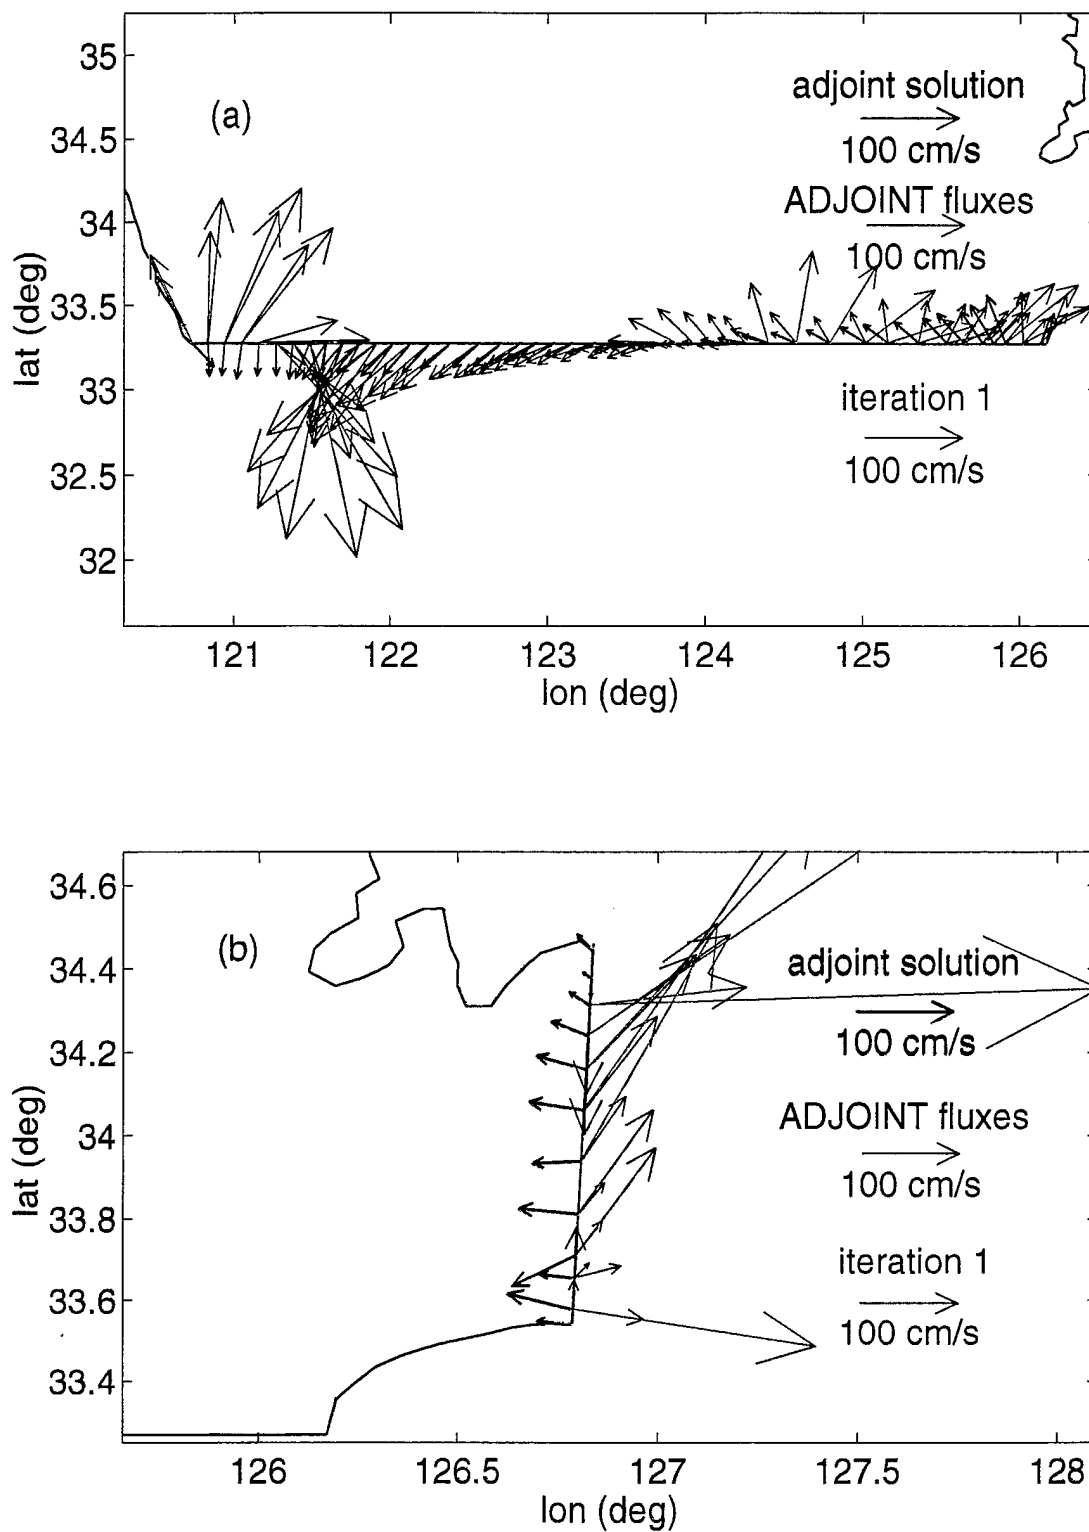 35
(a)
adjoint solution
34.5
100 cm/s
34
ADJOINT fluxes
100 cm/s
33.5
lat (deg)
33
iteration 1
32.5
100 cm/s
32
121 122 123 124 125 126
lon (deg)
34.6
(b)
34.4
adjoint solution
100 cm/s
34.2
lat (deg)
34
ADJOINT fluxes
100 cm/s
33.8
iteration 1
33.6
100 cm/s
33.4
126 126.5 127 127.5 128
lon (deg)